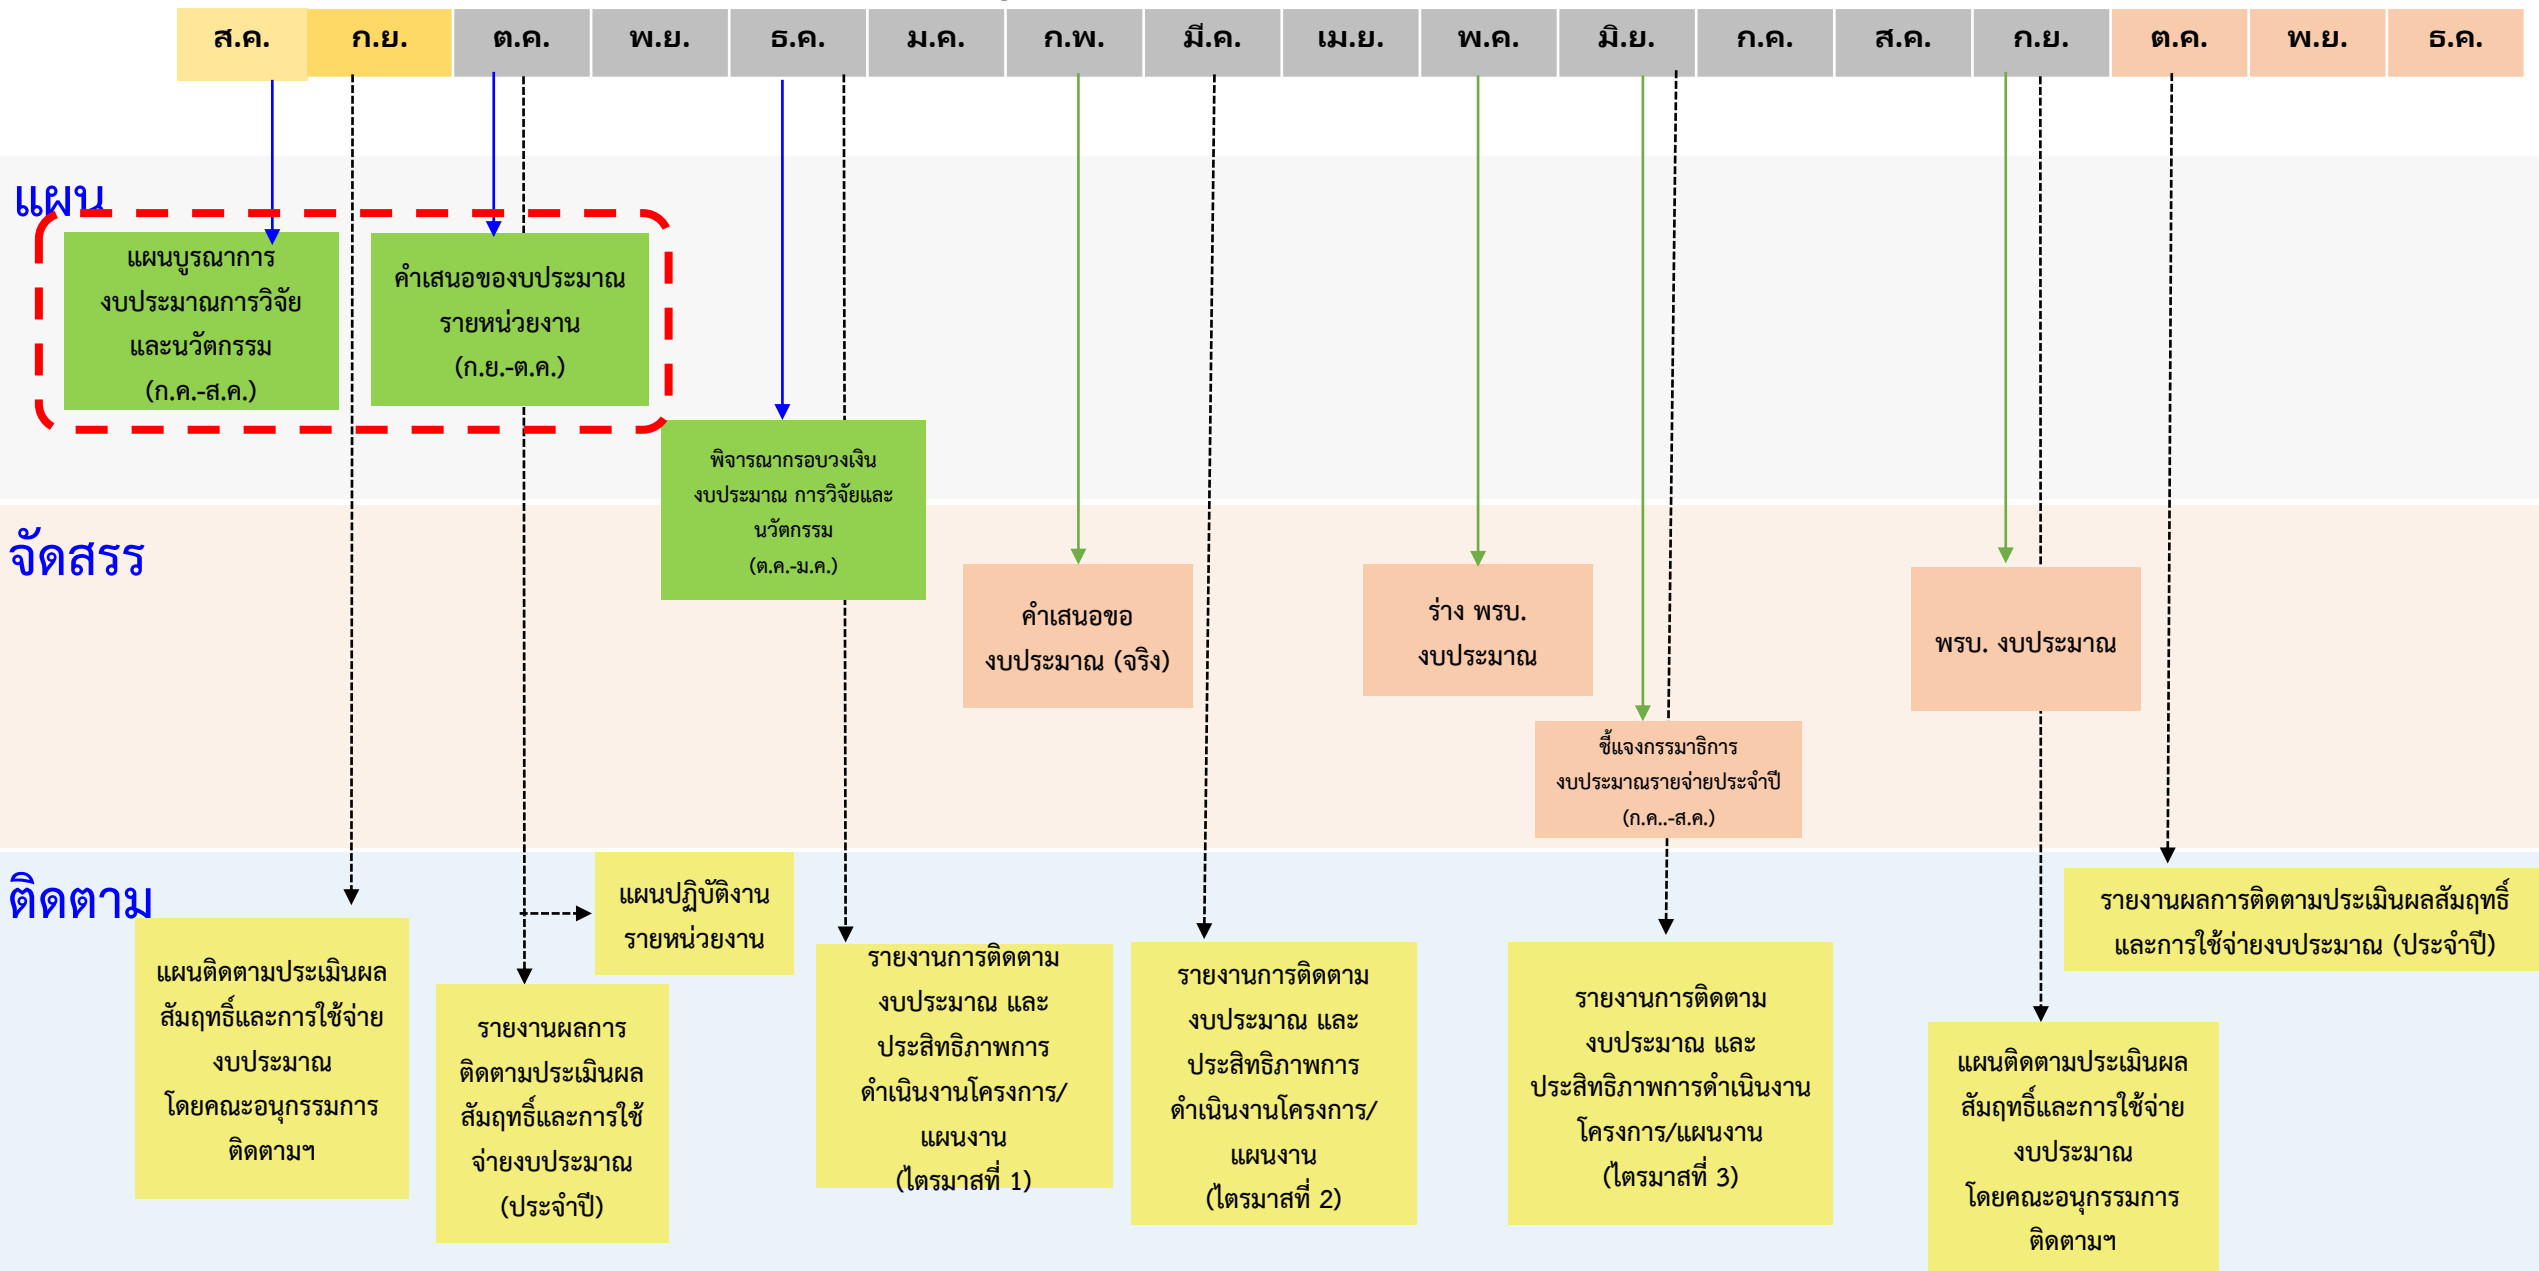 ส.ค. ก.ย. ต.ค. พ.ย. ธ.ค. ม.ค. ก.พ. มี.ค. เม.ย. พ.ค. มิ.ย. ก.ค. ส.ค. ก.ย. ต.ค. พ.ย. ธ.ค.
แผน
แผนบูรณาการ
งบประมาณการวิจัย
และนวัตกรรม
(ก.ค.-ส.ค.)
คำเสนอของบประมาณ
รายหน่วยงาน
(ก.ย.-ต.ค.)
พิจารณากรอบวงเงิน
งบประมาณ การวิจัยและ
นวัตกรรม
(ต.ค.-ม.ค.)
จัดสรร
คำเสนอขอ
งบประมาณ (จริง)
ร่าง พรบ.
งบประมาณ
ชี้แจงกรรมาธิการ
งบประมาณรายจ่ายประจำปี
(ก.ค..-ส.ค.)
พรบ. งบประมาณ
ติดตาม
แผนติดตามประเมินผล
สัมฤทธิ์และการใช้จ่าย
งบประมาณ
โดยคณะอนุกรรมการ
ติดตามฯ
รายงานผลการ
ติดตามประเมินผล
สัมฤทธิ์และการใช้
จ่ายงบประมาณ
(ประจำปี)
แผนปฏิบัติงาน
รายหน่วยงาน
รายงานการติดตาม
งบประมาณ และ
ประสิทธิภาพการ
ดำเนินงานโครงการ/
แผนงาน
(ไตรมาสที่ 1)
รายงานการติดตาม
งบประมาณ และ
ประสิทธิภาพการ
ดำเนินงานโครงการ/
แผนงาน
(ไตรมาสที่ 2)
รายงานการติดตาม
งบประมาณ และ
ประสิทธิภาพการดำเนินงาน
โครงการ/แผนงาน
(ไตรมาสที่ 3)
แผนติดตามประเมินผล
สัมฤทธิ์และการใช้จ่าย
งบประมาณ
โดยคณะอนุกรรมการ
ติดตามฯ
รายงานผลการติดตามประเมินผลสัมฤทธิ์
และการใช้จ่ายงบประมาณ (ประจำปี)